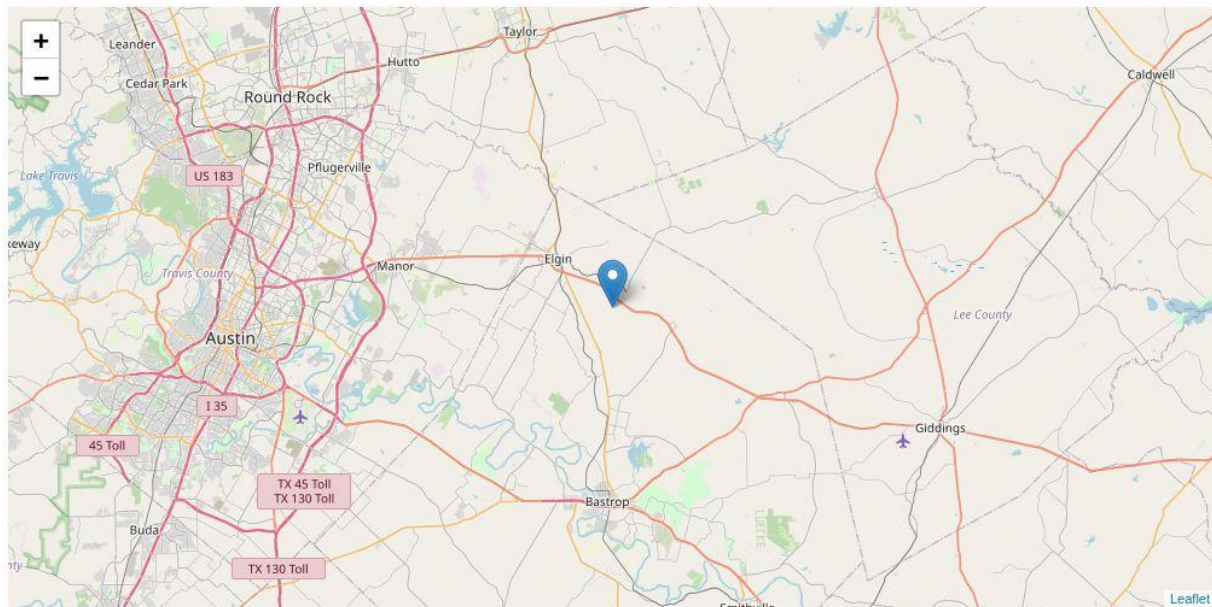 +
−
Leander
Taylor
Hutto
Cedar Park
Caldwell
Round Rock
Pflugerville
US 183
Lake Travis
keway
Elgin
Manor
Travis County
Lee County
Austin
I 35
Giddings
45 Toll
TX 45 Toll
TX 130 Toll
Bastrop
Buda
TX 130 Toll
Smithville
Leaflet